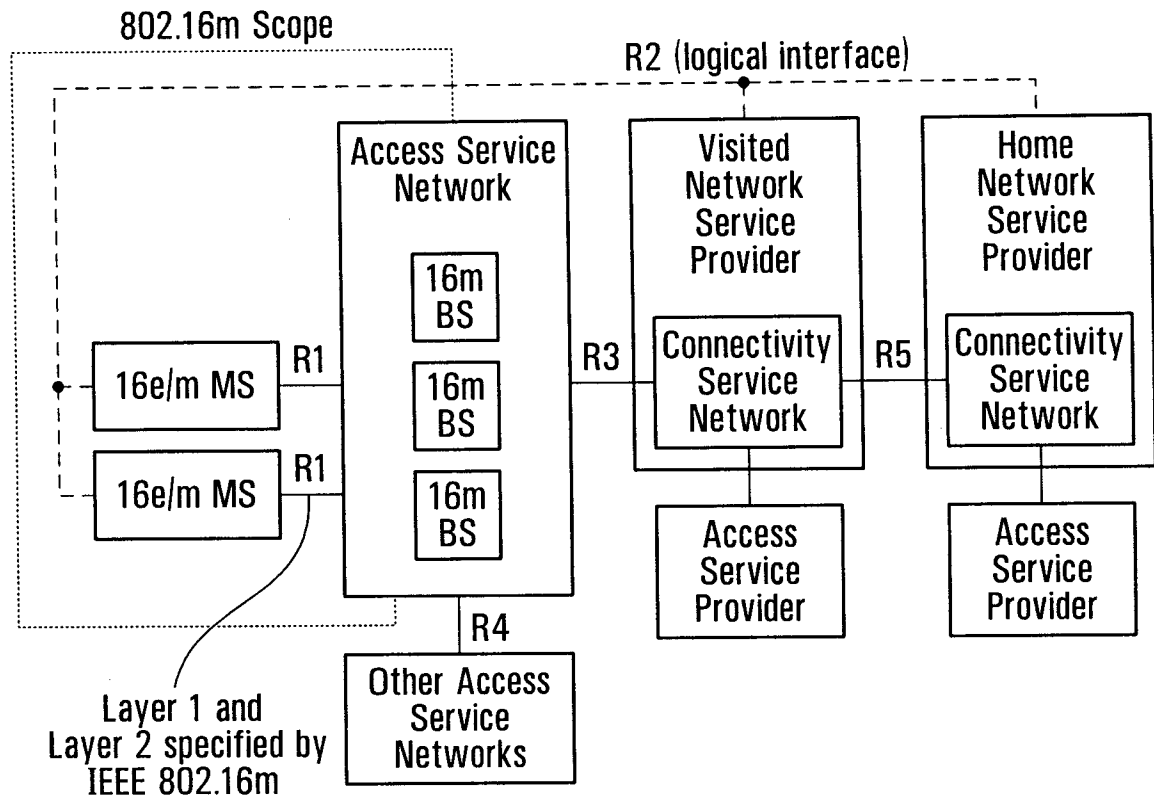 802.16m Scope
R2 (logical interface)
Access Service
Network
16m
BS
16m
BS
16m
BS
Visited
Network
Service
Provider
Home
Network
Service
Provider
16e/m MS
R1
16e/m MS
R1
R3
Connectivity
Service
Network
R5
Connectivity
Service
Network
Access
Service
Provider
Access
Service
Provider
R4
Other Access
Service
Networks
Layer 1 and
Layer 2 specified by
IEEE 802.16m